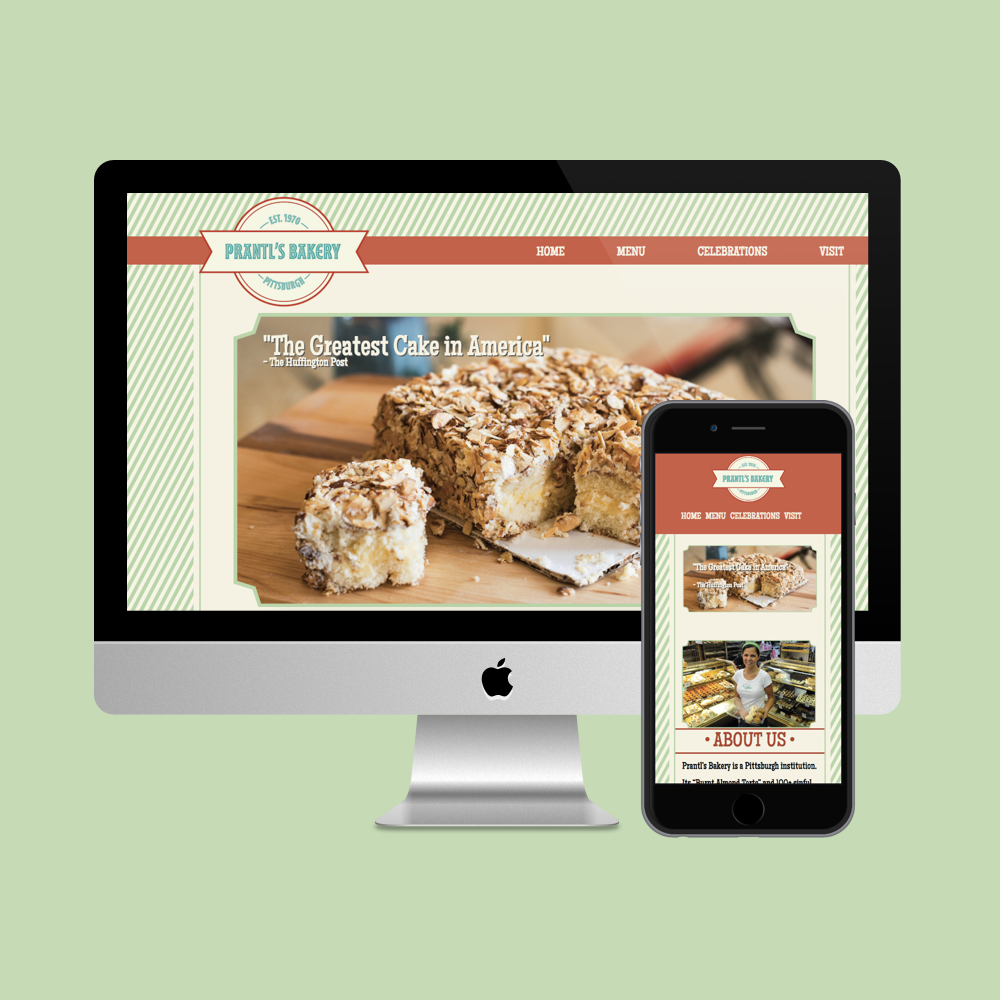 EST. 1970
PRANTL'S BAKERY
PITTSBURGH
HOME MENU CELEBRATIONS VISIT
"The Greatest Cake in America"
- The Huffington Post
EST. 1970
PRANTL'S BAKERY
PITTSBURGH
HOME MENU CELEBRATIONS VISIT
"The Greatest Cake in America"
- The Huffington Post
• ABOUT US •
Prantl's Bakery is a Pittsburgh institution.
Its "Burnt Almond Torte" and 100+ sinful